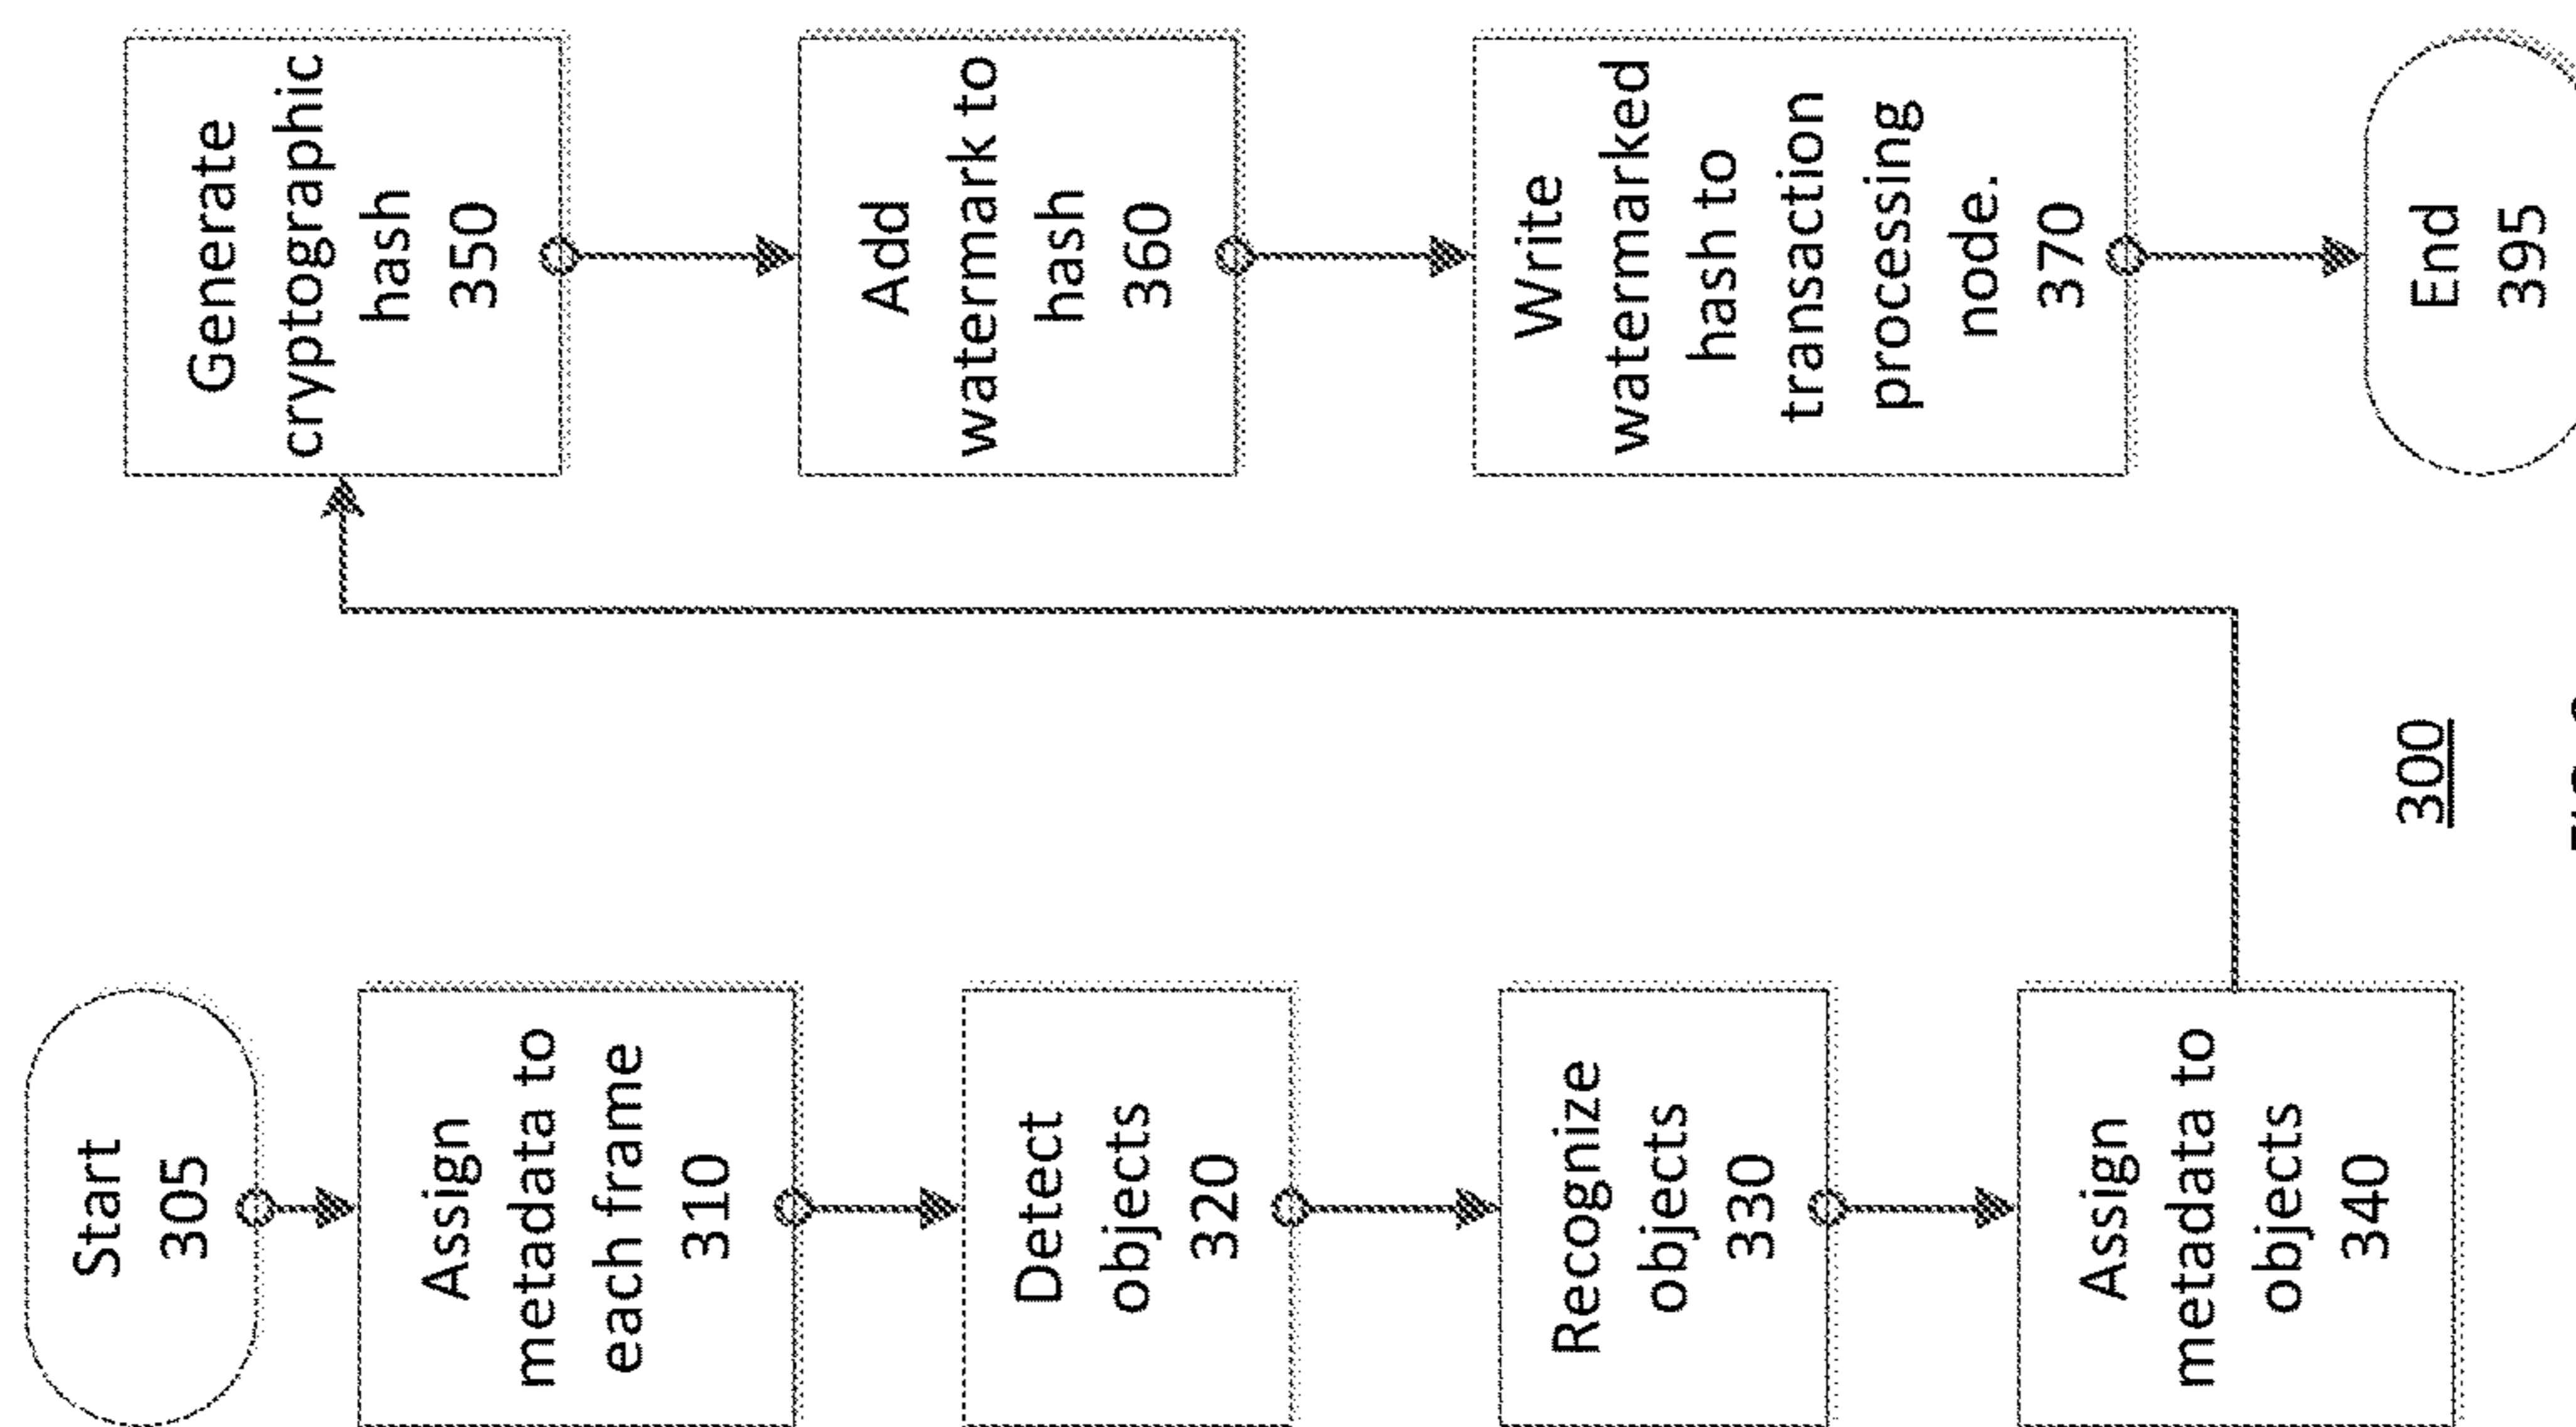 Start
305
Assign
metadata to
each frame
310
Detect
objects
320
Recognize
objects
330
Assign
metadata to
objects
340
Generate
cryptographic
hash
350
Add
watermark to
hash
360
Write
watermarked
hash to
transaction
processing
node.
370
End
395
300